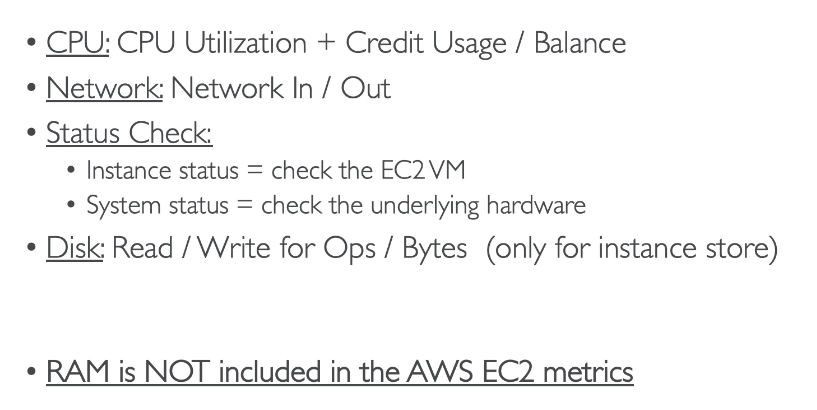 • CPU: CPU Utilization + Credit Usage / Balance
• Network: Network In / Out
• Status Check:
• Instance status = check the EC2 VM
• System status = check the underlying hardware
• Disk: Read / Write for Ops / Bytes (only for instance store)
• RAM is NOT included in the AWS EC2 metrics